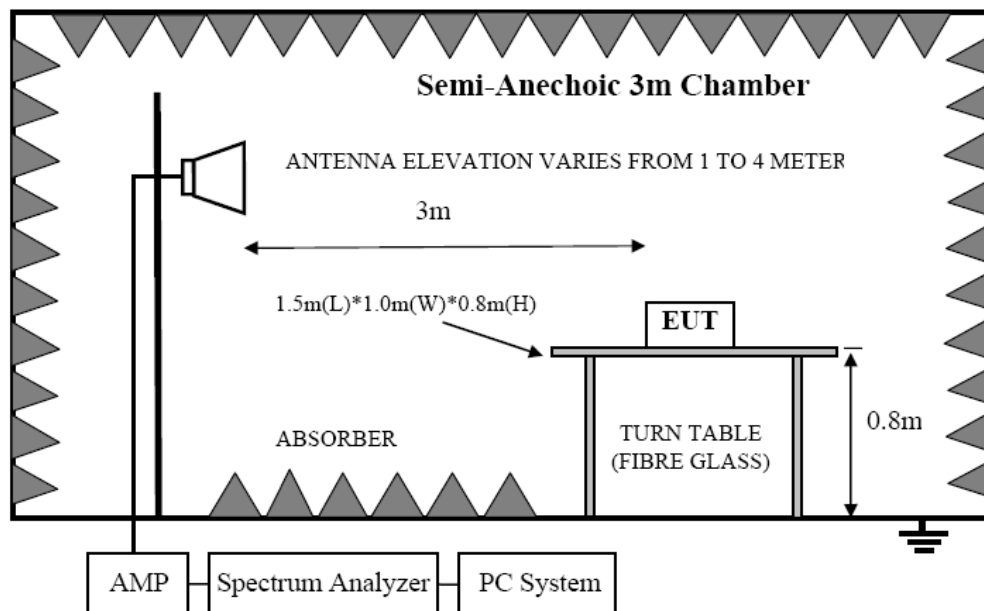 Semi-Anechoic 3m Chamber
ANTENNA ELEVATION VARIES FROM 1 TO 4 METER
3m
1.5m(L)*1.0m(W)*0.8m(H)
EUT
0.8m
ABSORBER
TURN TABLE
(FIBRE GLASS)
AMP
Spectrum Analyzer
PC System